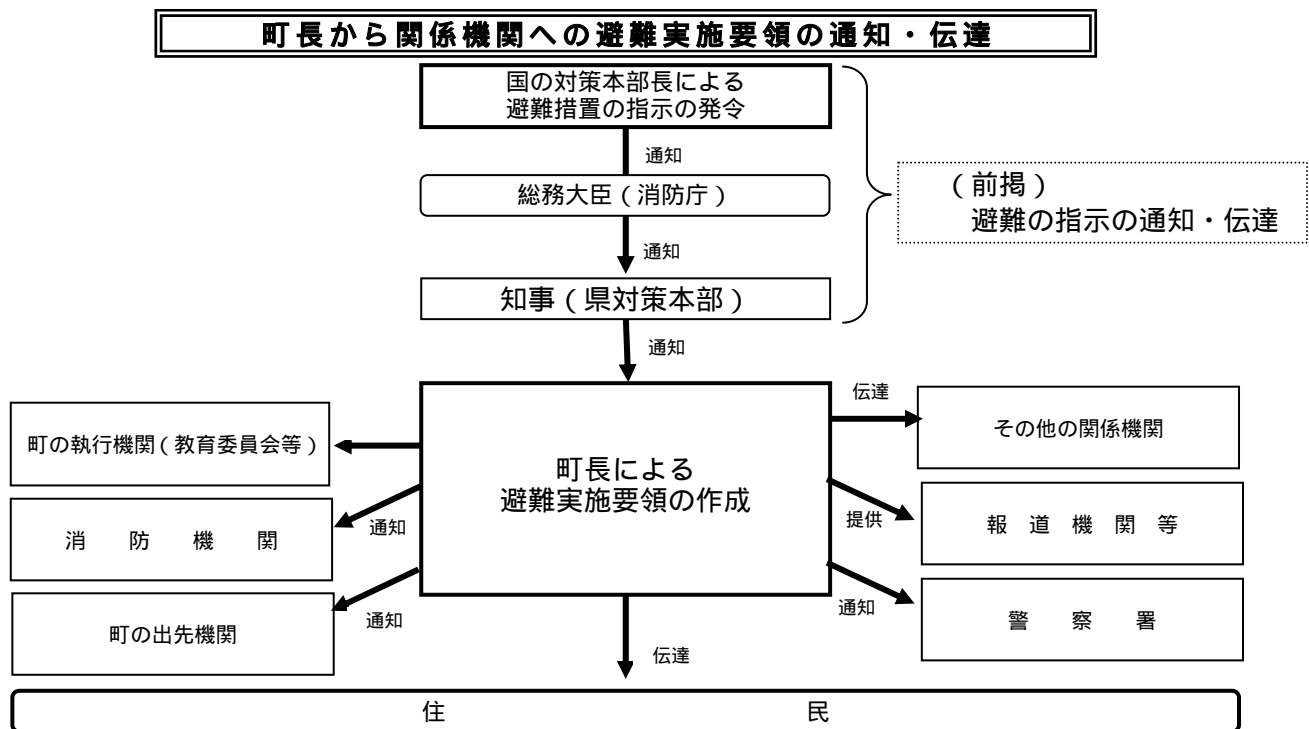 町長から関係機関への避難実施要領の通知・伝達
国の対策本部長による
避難措置の指示の発令
通知
総務大臣(消防庁)
通知
知事(県対策本部)
(前掲)
避難の指示の通知・伝達
通知
町長による
避難実施要領の作成
町の執行機関(教育委員会等)
消 防 機 関
通知
町の出先機関
通知
伝達
その他の関係機関
提供
報 道 機 関 等
通知
警 察 署
伝達
住 民